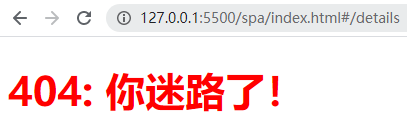 127.0.0.1:5500/spa/index.html#/details
404: 你迷路了!